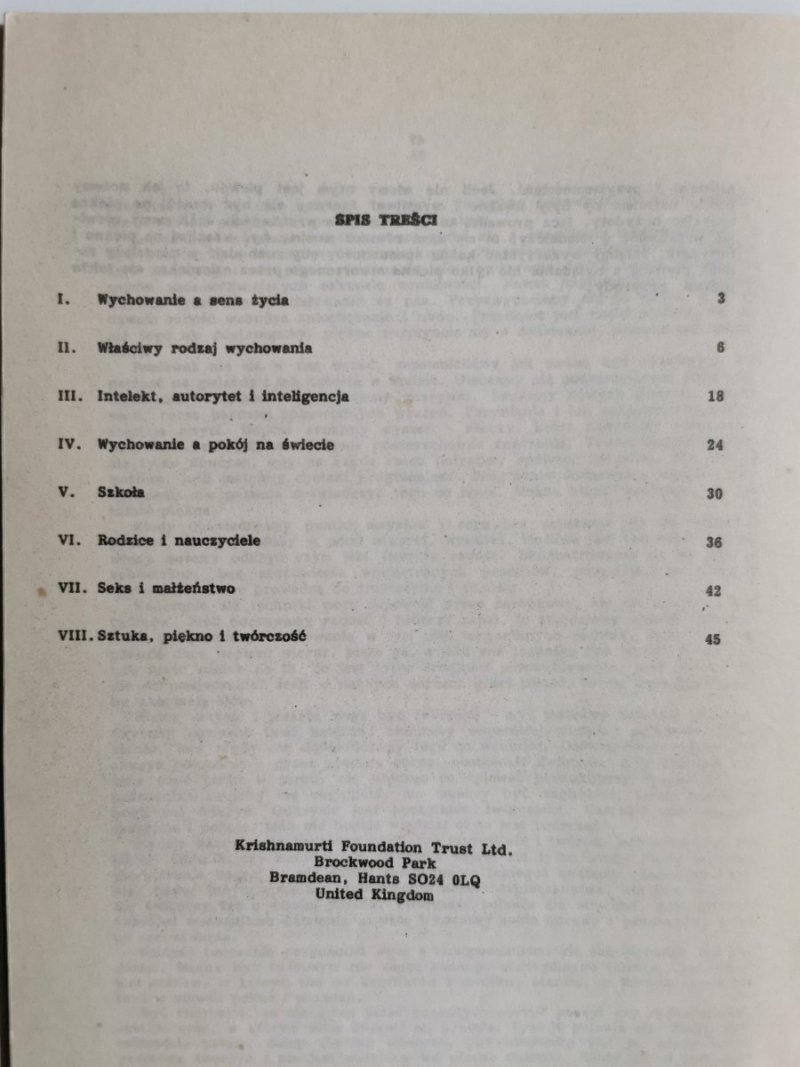 SPIS TREŚCI
I. Wychowanie a sens życia 3
II. Właściwy rodzaj wychowania 6
III. Intelekt, autorytet i inteligencja 18
IV. Wychowanie a pokój na świecie 24
V. Szkoła 30
VI. Rodzice i nauczyciele 36
VII. Seks i małżeństwo 42
VIII. Sztuka, piękno i twórczość 45
Krishnamurti Foundation Trust Ltd.
Brockwood Park
Bramdean, Hants SO24 0LQ
United Kingdom